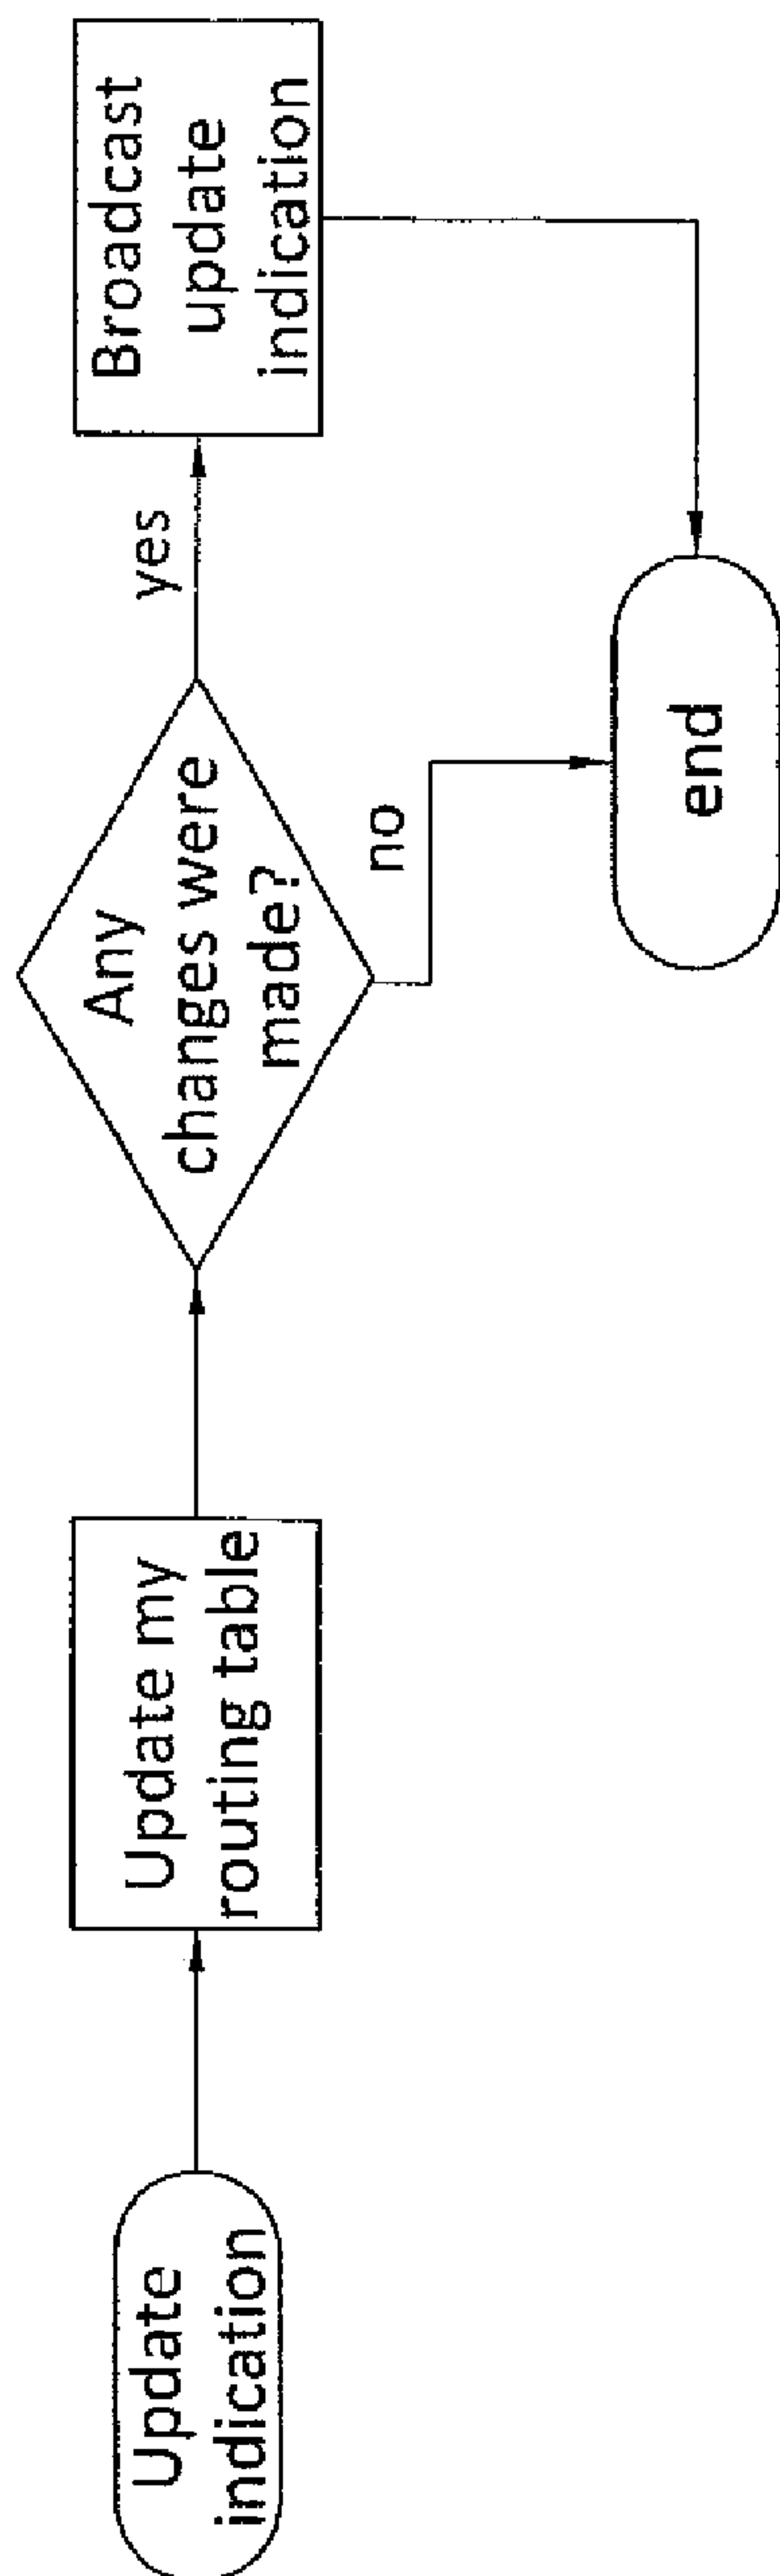 Update
indication
Update my
routing table
Any
changes were
made?
yes
Broadcast
update
indication
no
end